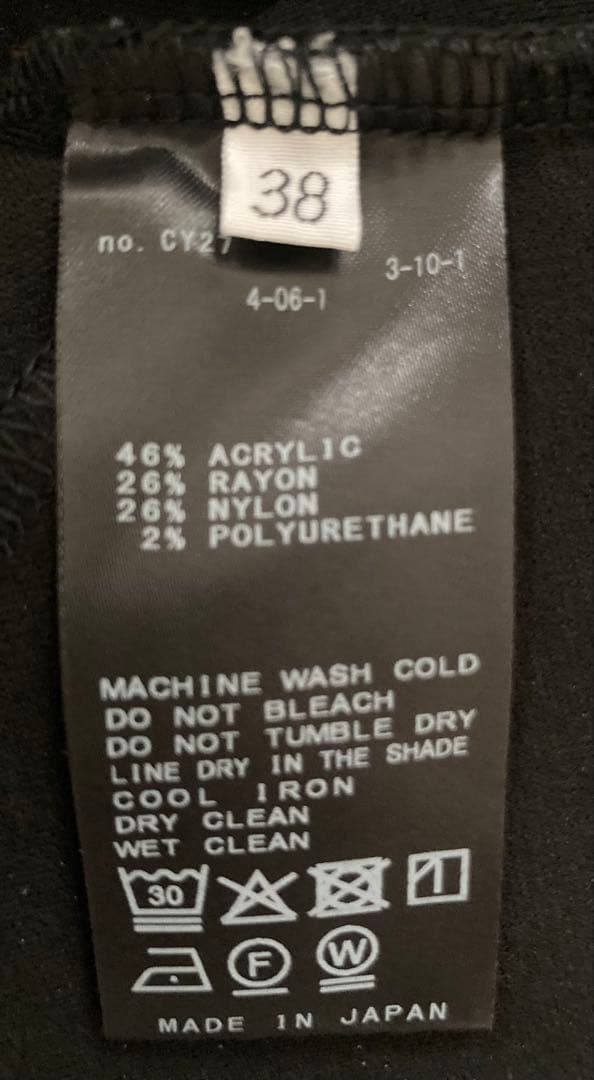 38
no. CY27
3-10-1
4-06-1
46% ACRYLIC
26% RAYON
26% NYLON
2% POLYURETHANE
MACHINE WASH COLD
DO NOT BLEACH
DO NOT TUMBLE DRY
LINE DRY IN THE SHADE
COOL IRON
DRY CLEAN
WET CLEAN
30
F W
MADE IN JAPAN